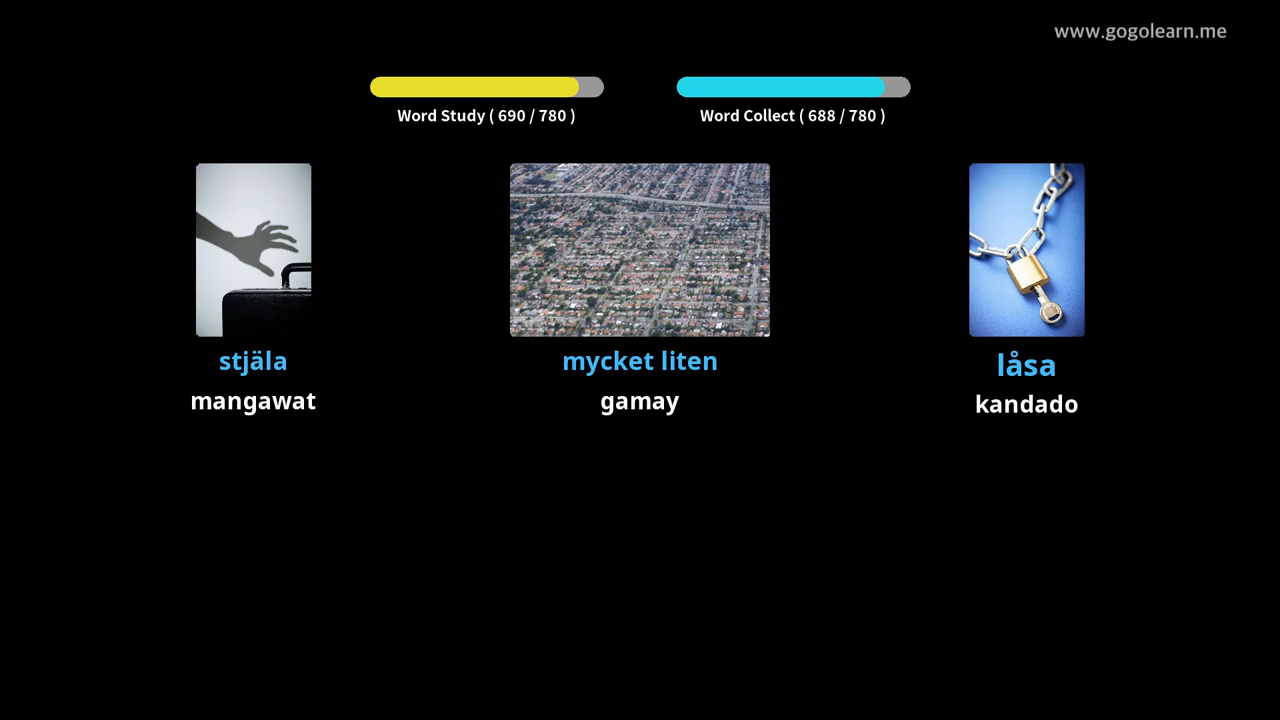 www.gogolearn.me
Word Study ( 690 / 780 )
Word Collect ( 688 / 780 )
stjäla
mycket liten
låsa
mangawat
gamay
kandado